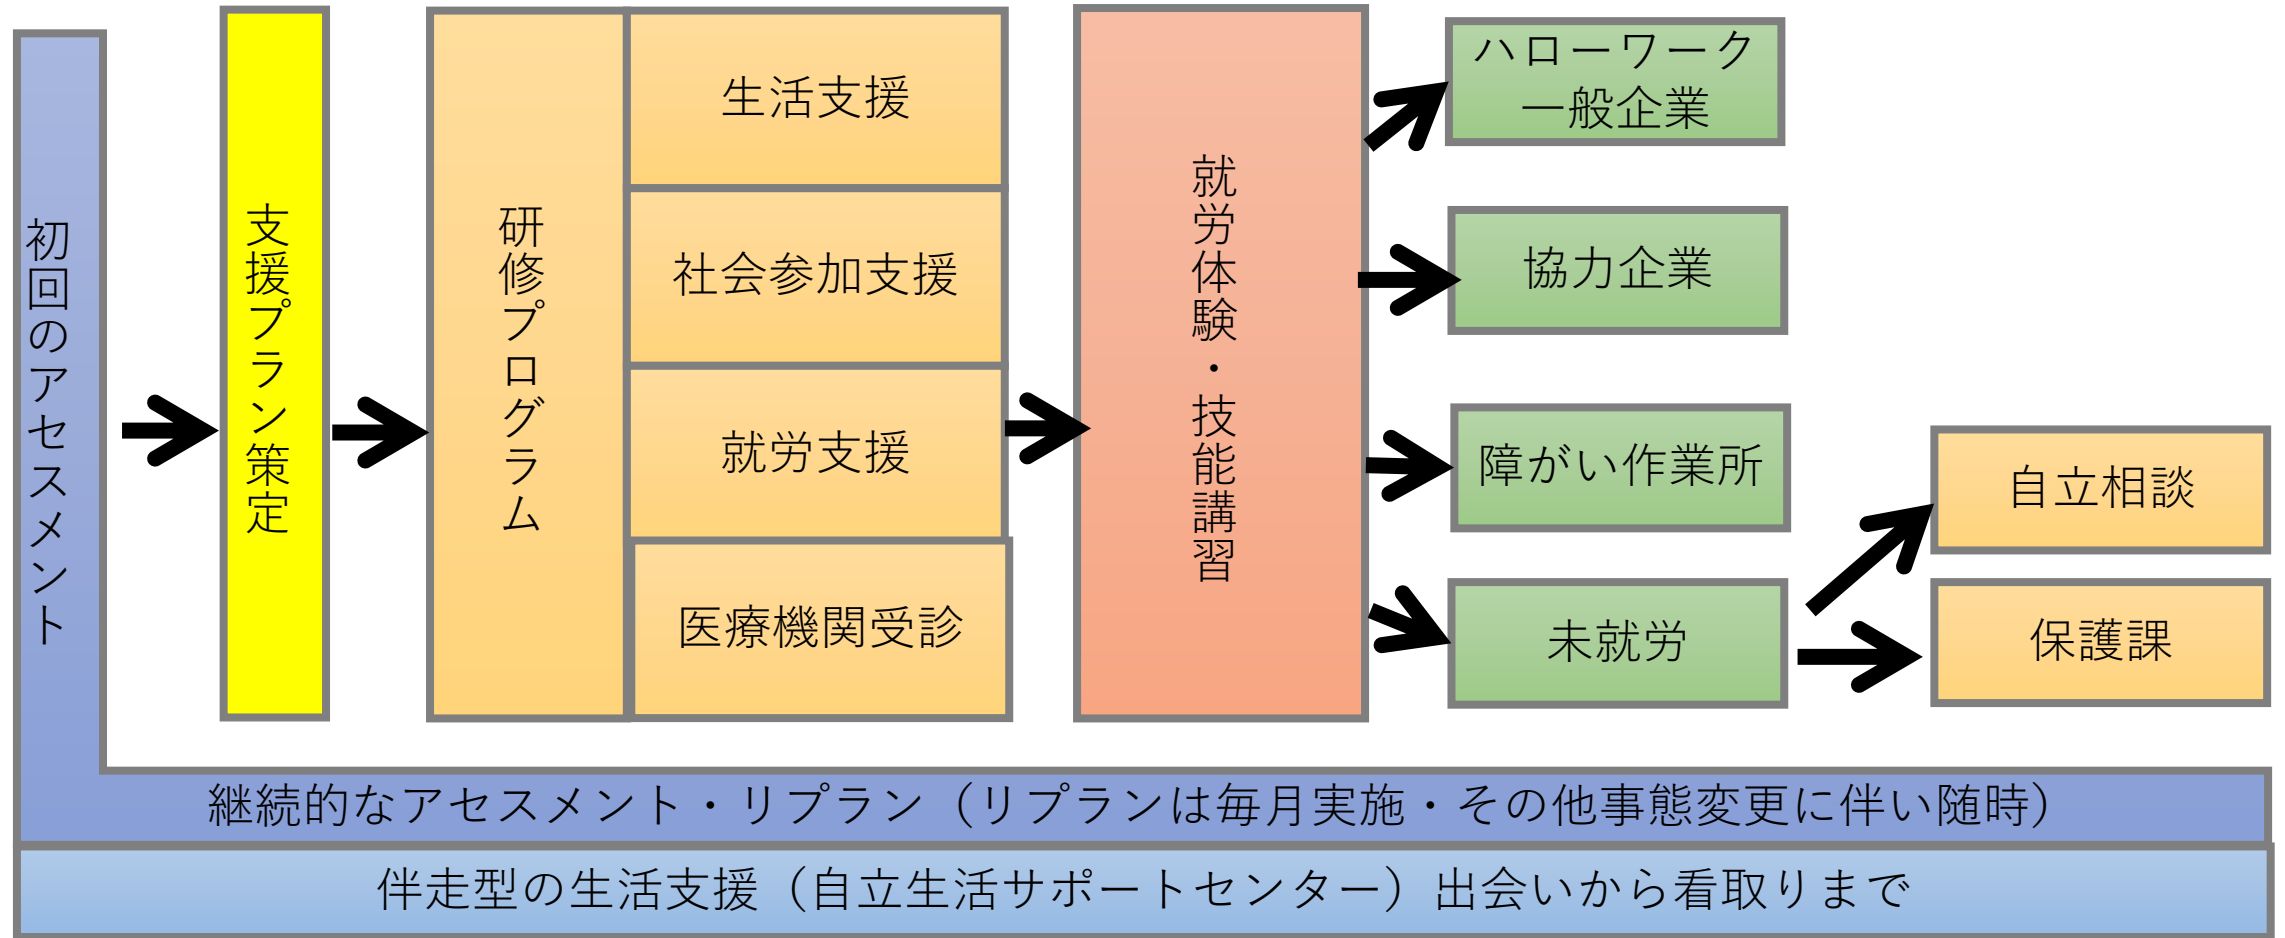 初回のアセスメント
支援プラン策定
研修プログラム
生活支援
社会参加支援
就労支援
医療機関受診
就労体験・技能講習
ハローワーク
一般企業
協力企業
障がい作業所
未就労
自立相談
保護課
継続的なアセスメント・リプラン（リプランは毎月実施・その他事態変更に伴い随時）
伴走型の生活支援（自立生活サポートセンター）出会いから看取りまで